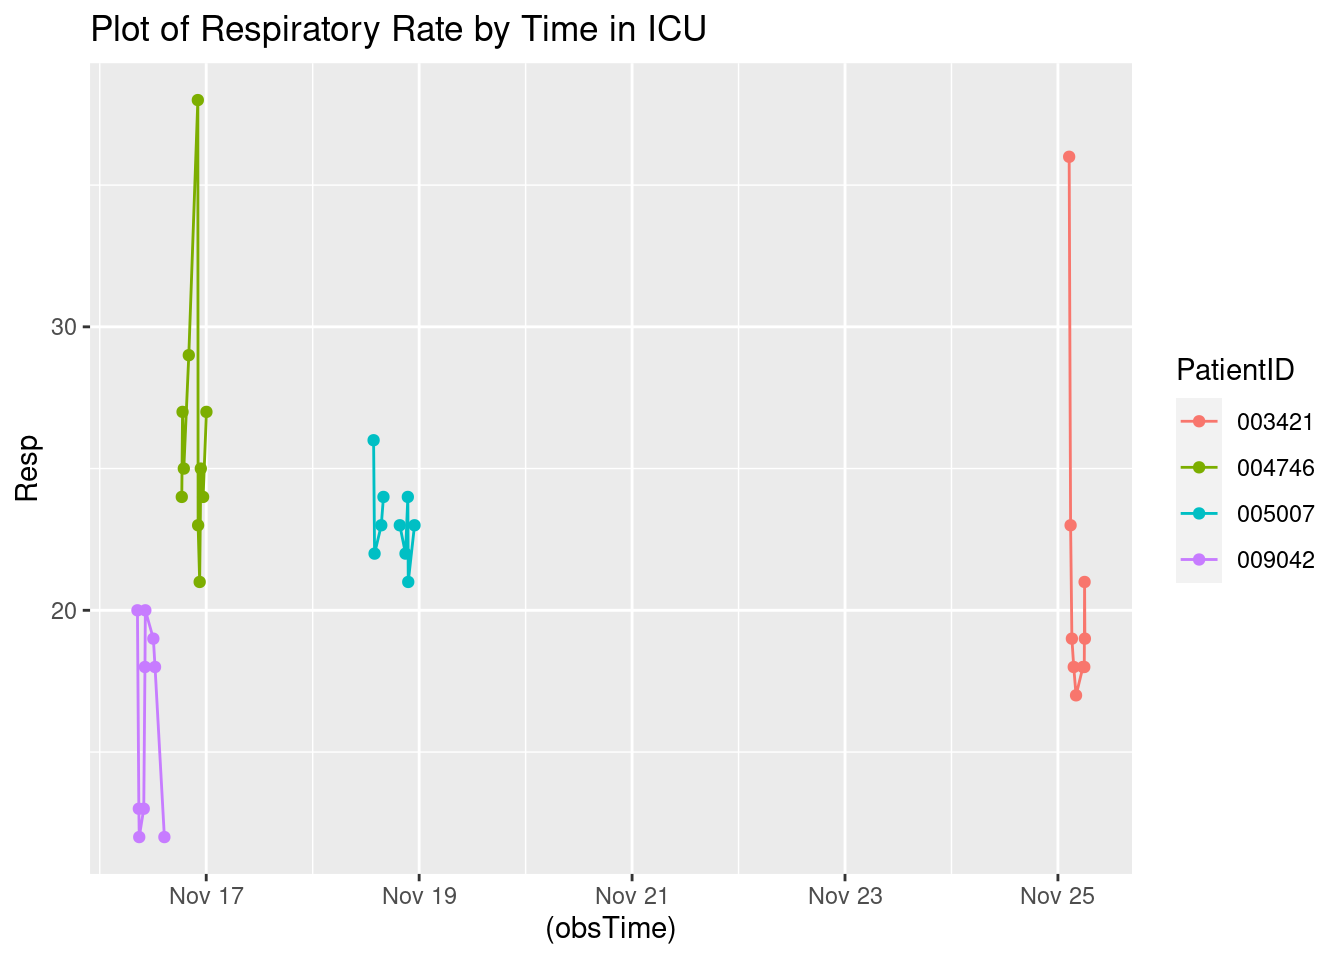 Plot of Respiratory Rate by Time in ICU
Resp
30
20
Nov 17
Nov 19
Nov 21
Nov 23
Nov 25
(obsTime)
PatientID
003421
004746
005007
009042